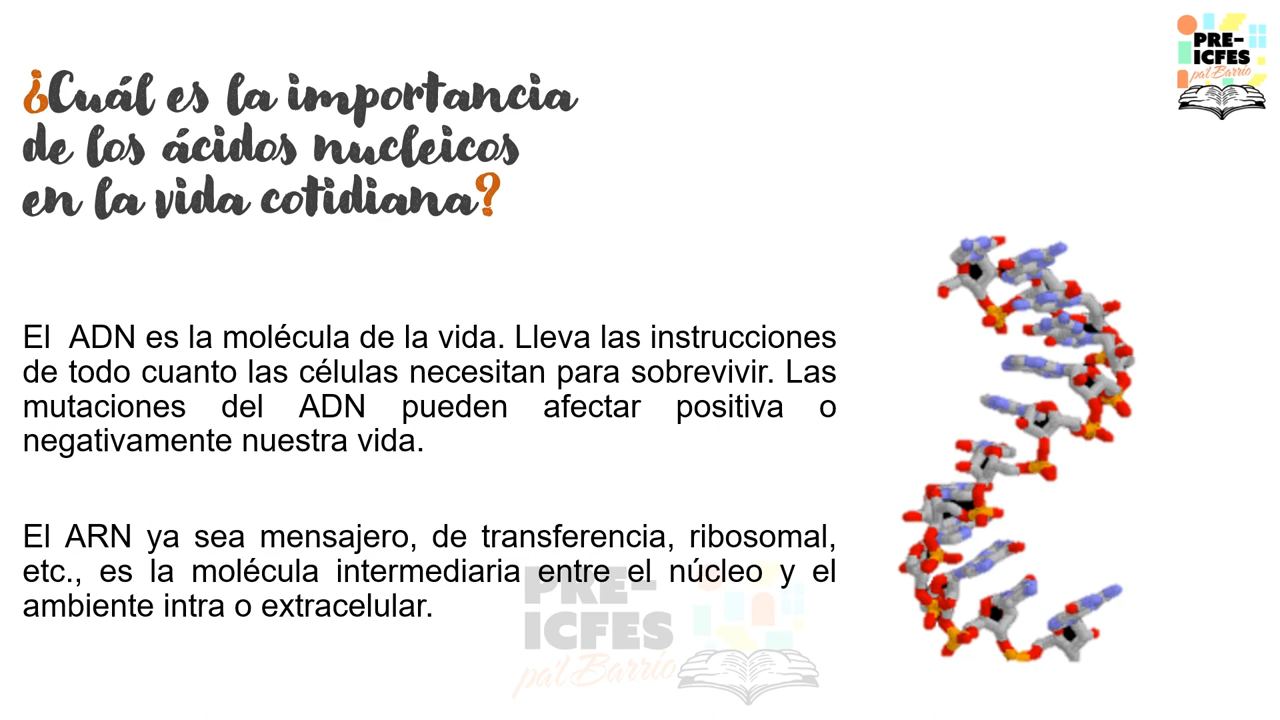 PRE-
ICFES
pa'l Barrio
¿Cuál es la importancia
de los ácidos nucleicos
en la vida cotidiana?
El ADN es la molécula de la vida. Lleva las instrucciones
de todo cuanto las células necesitan para sobrevivir. Las
mutaciones del ADN pueden afectar positiva o
negativamente nuestra vida.
El ARN ya sea mensajero, de transferencia, ribosomal,
etc., es la molécula intermediaria entre el núcleo y el
ambiente intra o extracelular.
PRE-
ICFES
pa'l Barrio